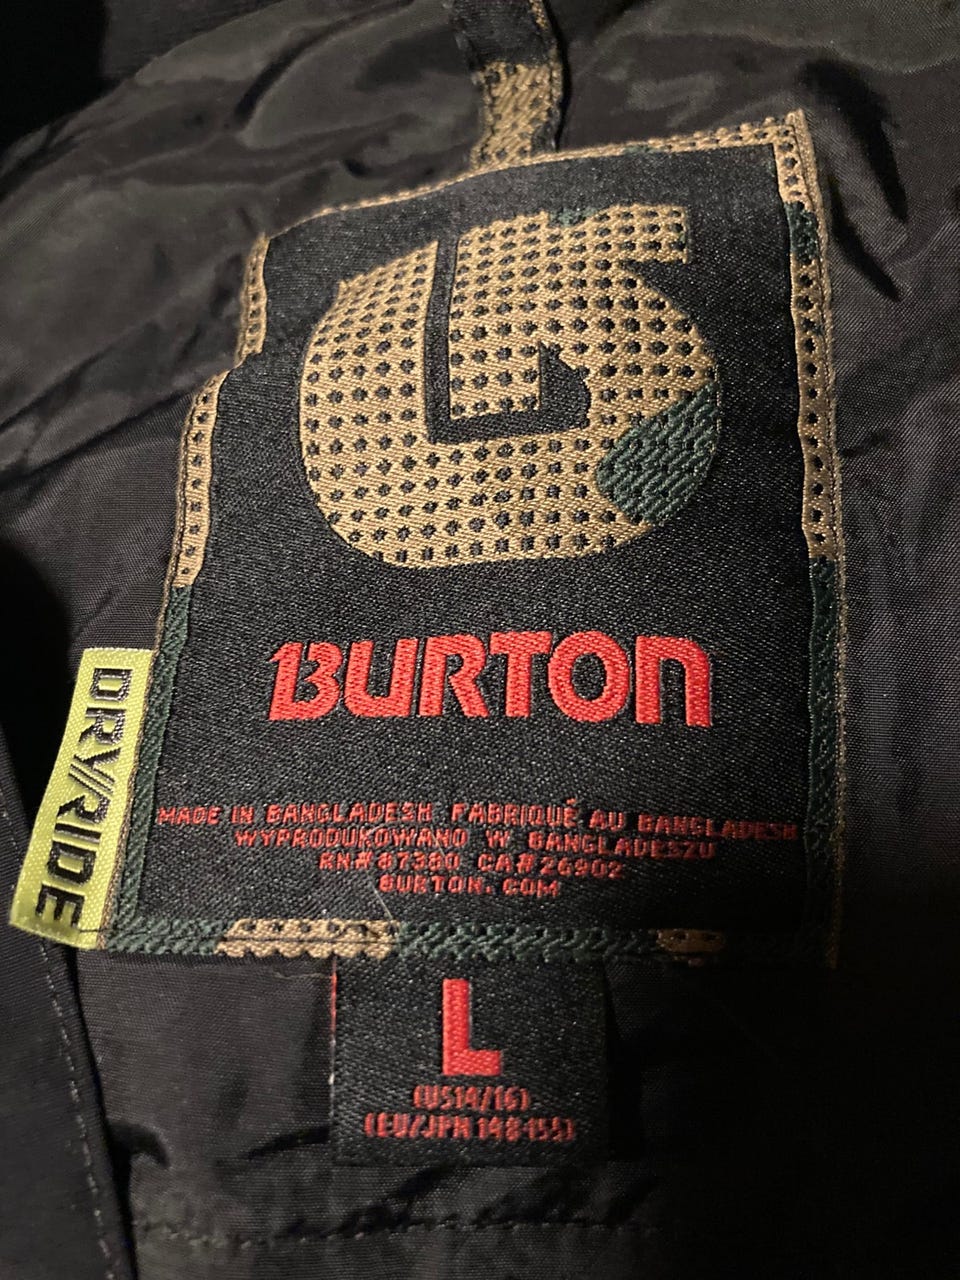 BURTON
DRY//RIDE
MADE IN BANGLADESH FABRIQUÉ AU BANGLADESH
WYPRODUKOWANO W BANGLADESZU
RN#87380 CA#26902
BURTON.COM
L
(US14/16)
(EU/JPN 148-155)